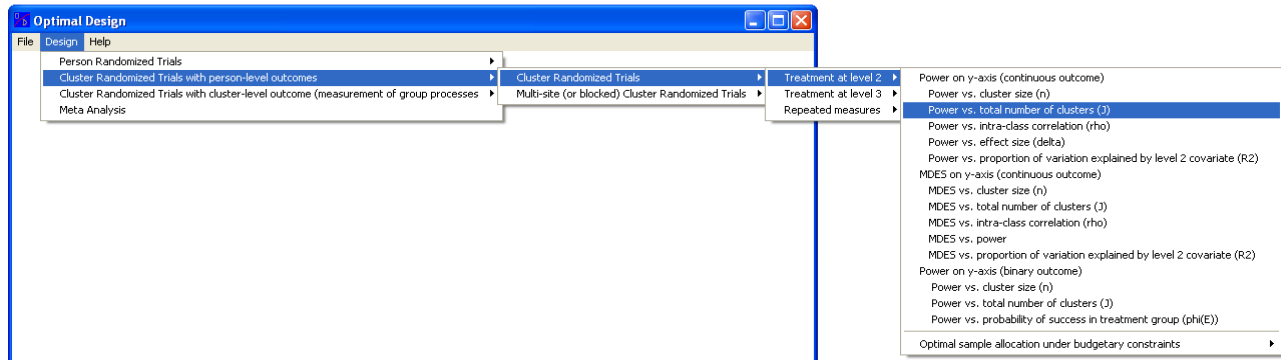 Optimal Design
File Design Help
Person Randomized Trials
Cluster Randomized Trials with person-level outcomes
Cluster Randomized Trials with cluster-level outcome (measurement of group processes
Meta Analysis
Cluster Randomized Trials
Multi-site (or blocked) Cluster Randomized Trials
Treatment at level 2
Treatment at level 3
Repeated measures
Power on y-axis (continuous outcome)
Power vs. cluster size (n)
Power vs. total number of clusters (J)
Power vs. intra-class correlation (rho)
Power vs. effect size (delta)
Power vs. proportion of variation explained by level 2 covariate (R2)
MDES on y-axis (continuous outcome)
MDES vs. cluster size (n)
MDES vs. total number of clusters (J)
MDES vs. intra-class correlation (rho)
MDES vs. power
MDES vs. proportion of variation explained by level 2 covariate (R2)
Power on y-axis (binary outcome)
Power vs. cluster size (n)
Power vs. total number of clusters (J)
Power vs. probability of success in treatment group (phi(E))
Optimal sample allocation under budgetary constraints